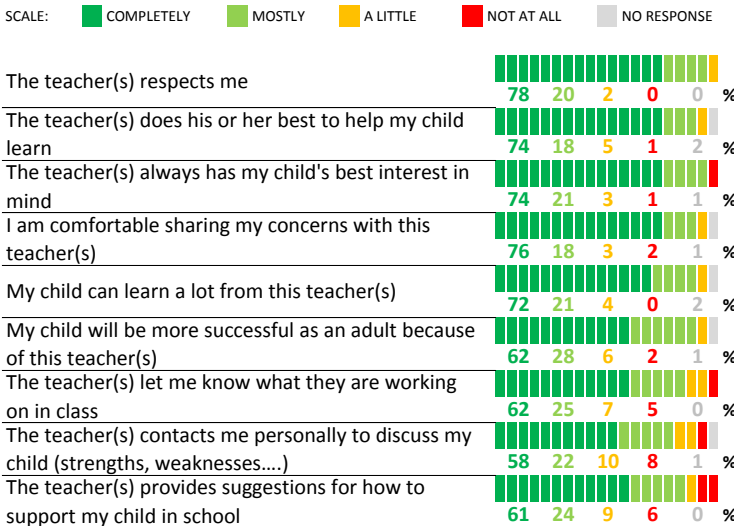 SCALE: COMPLETELY MOSTLY A LITTLE NOT AT ALL NO RESPONSE
The teacher(s) respects me
78 20 2 0 0 %
The teacher(s) does his or her best to help my child
learn
74 18 5 1 2 %
The teacher(s) always has my child's best interest in
mind
74 21 3 1 1 %
I am comfortable sharing my concerns with this
teacher(s)
76 18 3 2 1 %
My child can learn a lot from this teacher(s)
72 21 4 0 2 %
My child will be more successful as an adult because
of this teacher(s)
62 28 6 2 1 %
The teacher(s) let me know what they are working
on in class
62 25 7 5 0 %
The teacher(s) contacts me personally to discuss my
child (strengths, weaknesses....)
58 22 10 8 1 %
The teacher(s) provides suggestions for how to
support my child in school
61 24 9 6 0 %